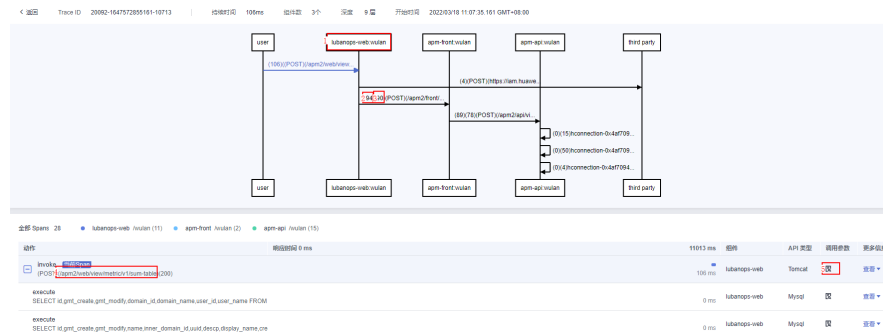 < 返回 Trace ID 20092-1647572855161-10713 | 持续时间 106ms 组件数 3个 深度 9 层 开始时间 2022/03/18 11:07:35.161 GMT+08:00
user lubanops-web:wulan apm-front:wulan apm-api:wulan third party
(106)(POST)(/apm2/web/view...
(4)(POST)(https://iam.huawe...
(POST)(/apm2/front/...
(89)(78)(POST)(/apm2/api/vi...
(0)(15)hconnection-0x4af709...
(0)(50)hconnection-0x4af709...
(0)(4)hconnection-0x4af7094...
user lubanops-web:wulan apm-front:wulan apm-api:wulan third party
全部 Spans 28 lubanops-web /wulan (11) apm-front /wulan (2) apm-api /wulan (15)
动作 响应时间 0 ms 11013 ms 组件 API 类型 调用参数 更多信息
invoke 当前Span
(POST)(/apm2/web/view/metric/v1/sum-table)(200) 106 ms lubanops-web Tomcat 查看
execute
SELECT id,gmt_create,gmt_modify,domain_id,domain_name,user_id,user_name FROM 0 ms lubanops-web Mysql 查看
execute
SELECT id,gmt_create,gmt_modify,name,inner_domain_id,uuid,descp,display_name,cre 0 ms lubanops-web Mysql 查看